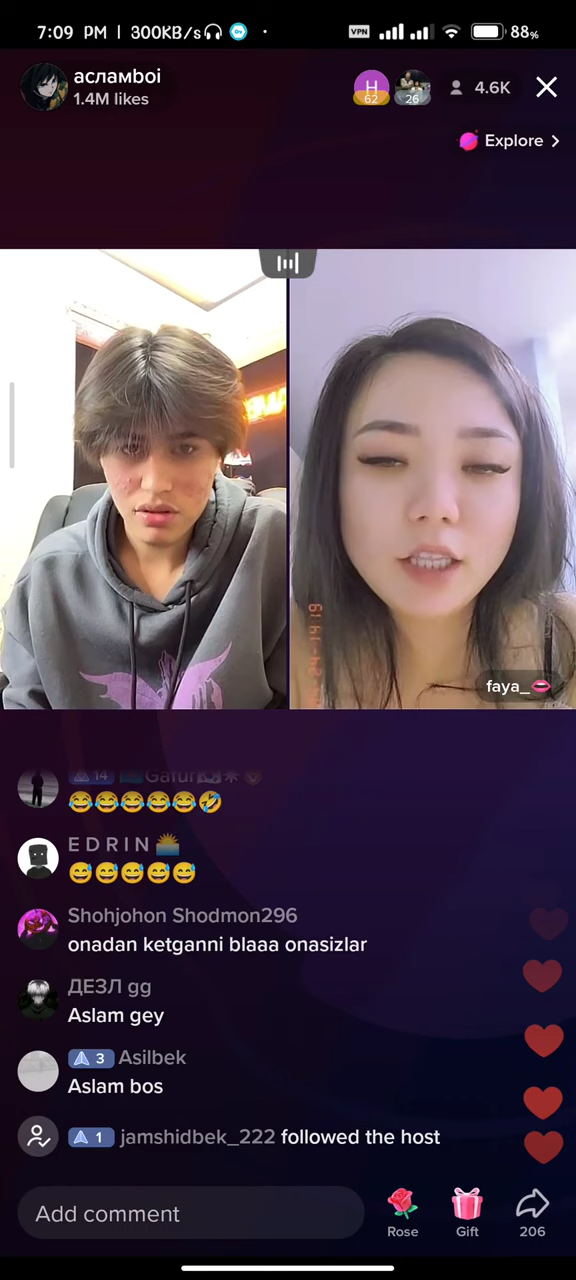 7:09 PM | 300KB/s
VPN
88%
асламboi
1.4M likes
H
62
26
4.6K
Explore
faya_👄
14
Gafur
😂😂😂😂😂🤣
E D R I N 🌅
😅😅😅😅😅
Shohjohon Shodmon296
onadan ketganni blaaa onasizlar
ДЕЗЛ gg
Aslam gey
3 Asilbek
Aslam bos
1 jamshidbek_222 followed the host
Add comment
Rose
Gift
206